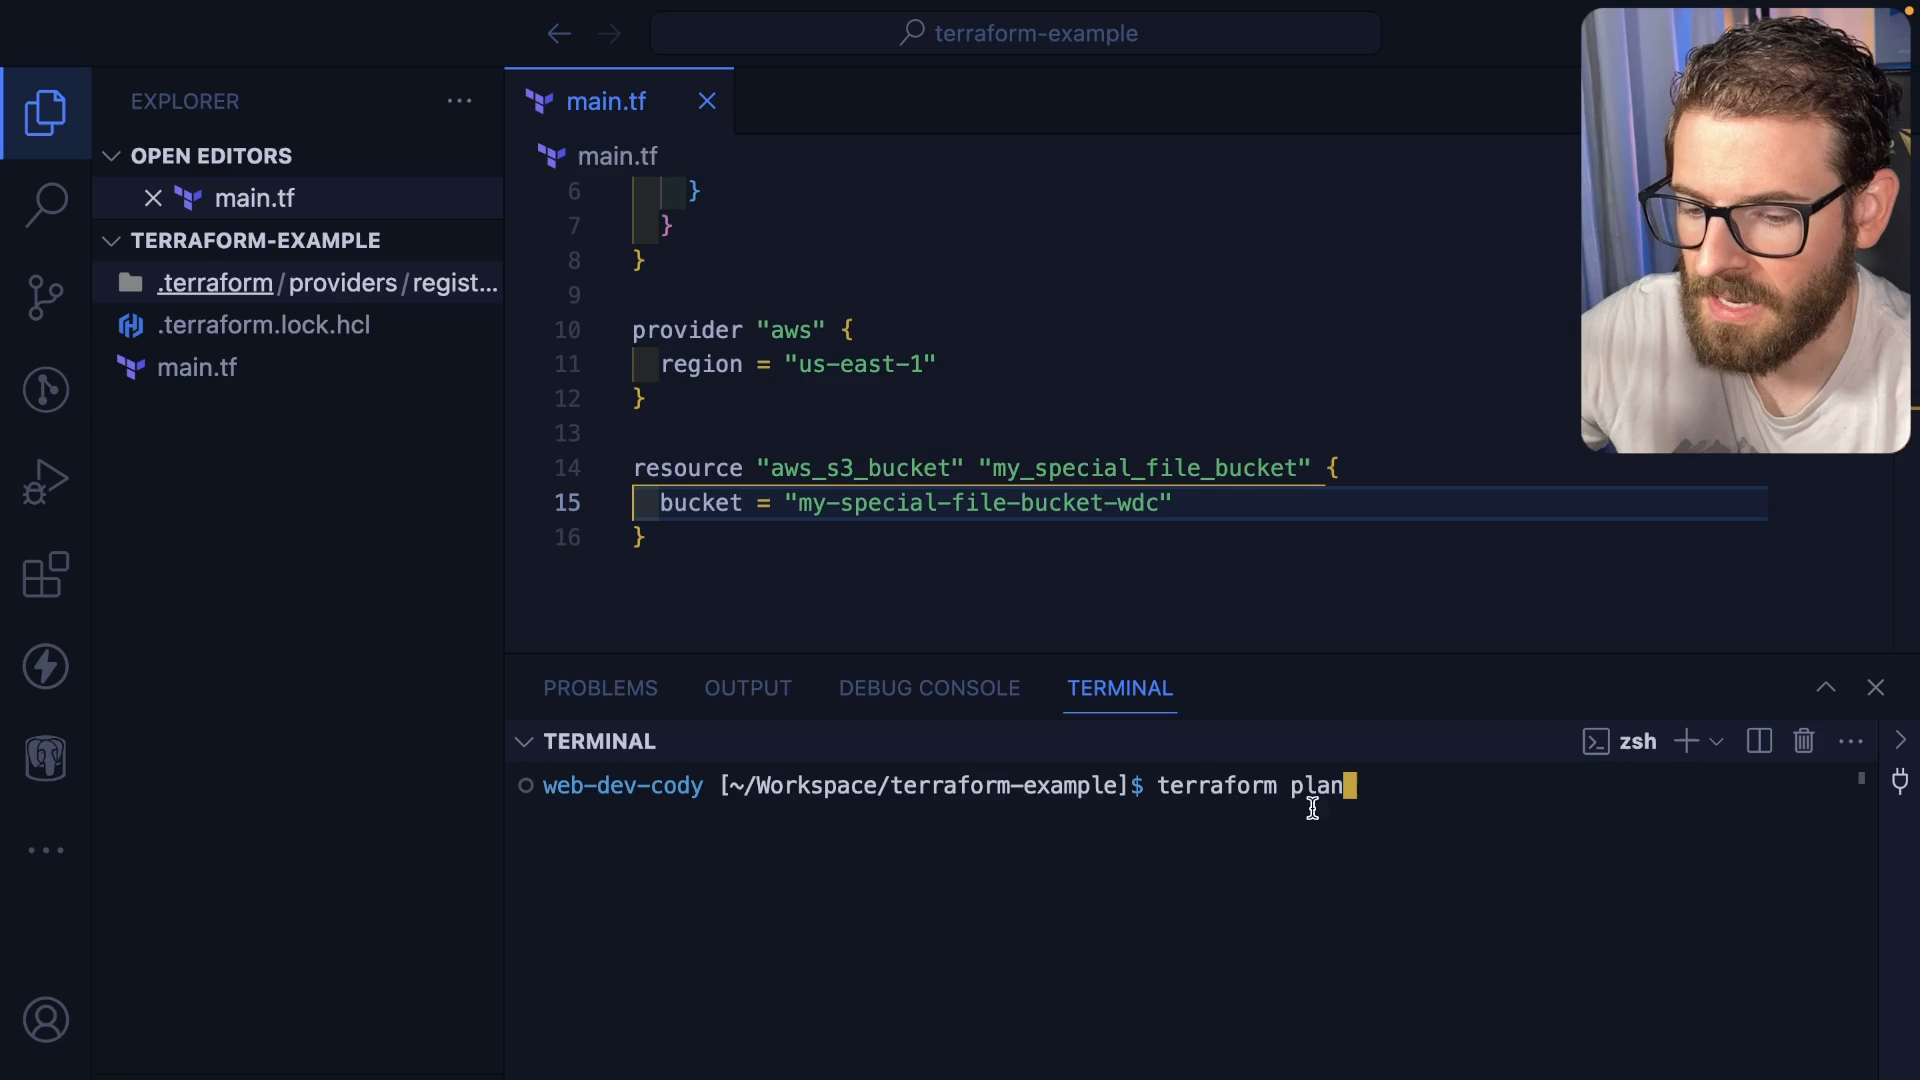 terraform-example
EXPLORER
OPEN EDITORS
main.tf
TERRAFORM-EXAMPLE
.terraform/providers/regist...
.terraform.lock.hcl
main.tf
main.tf
main.tf
6 }
7 }
8 }
9
10 provider "aws" {
11 region = "us-east-1"
12 }
13
14 resource "aws_s3_bucket" "my_special_file_bucket" {
15 bucket = "my-special-file-bucket-wdc"
16 }
PROBLEMS OUTPUT DEBUG CONSOLE TERMINAL
TERMINAL zsh
web-dev-cody [~/Workspace/terraform-example]$ terraform plan